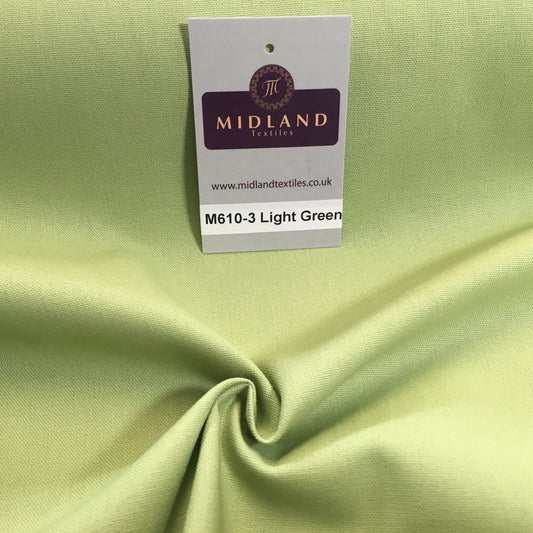 MIDLAND
Textiles
www.midlandtextiles.co.uk
M610-3 Light Green